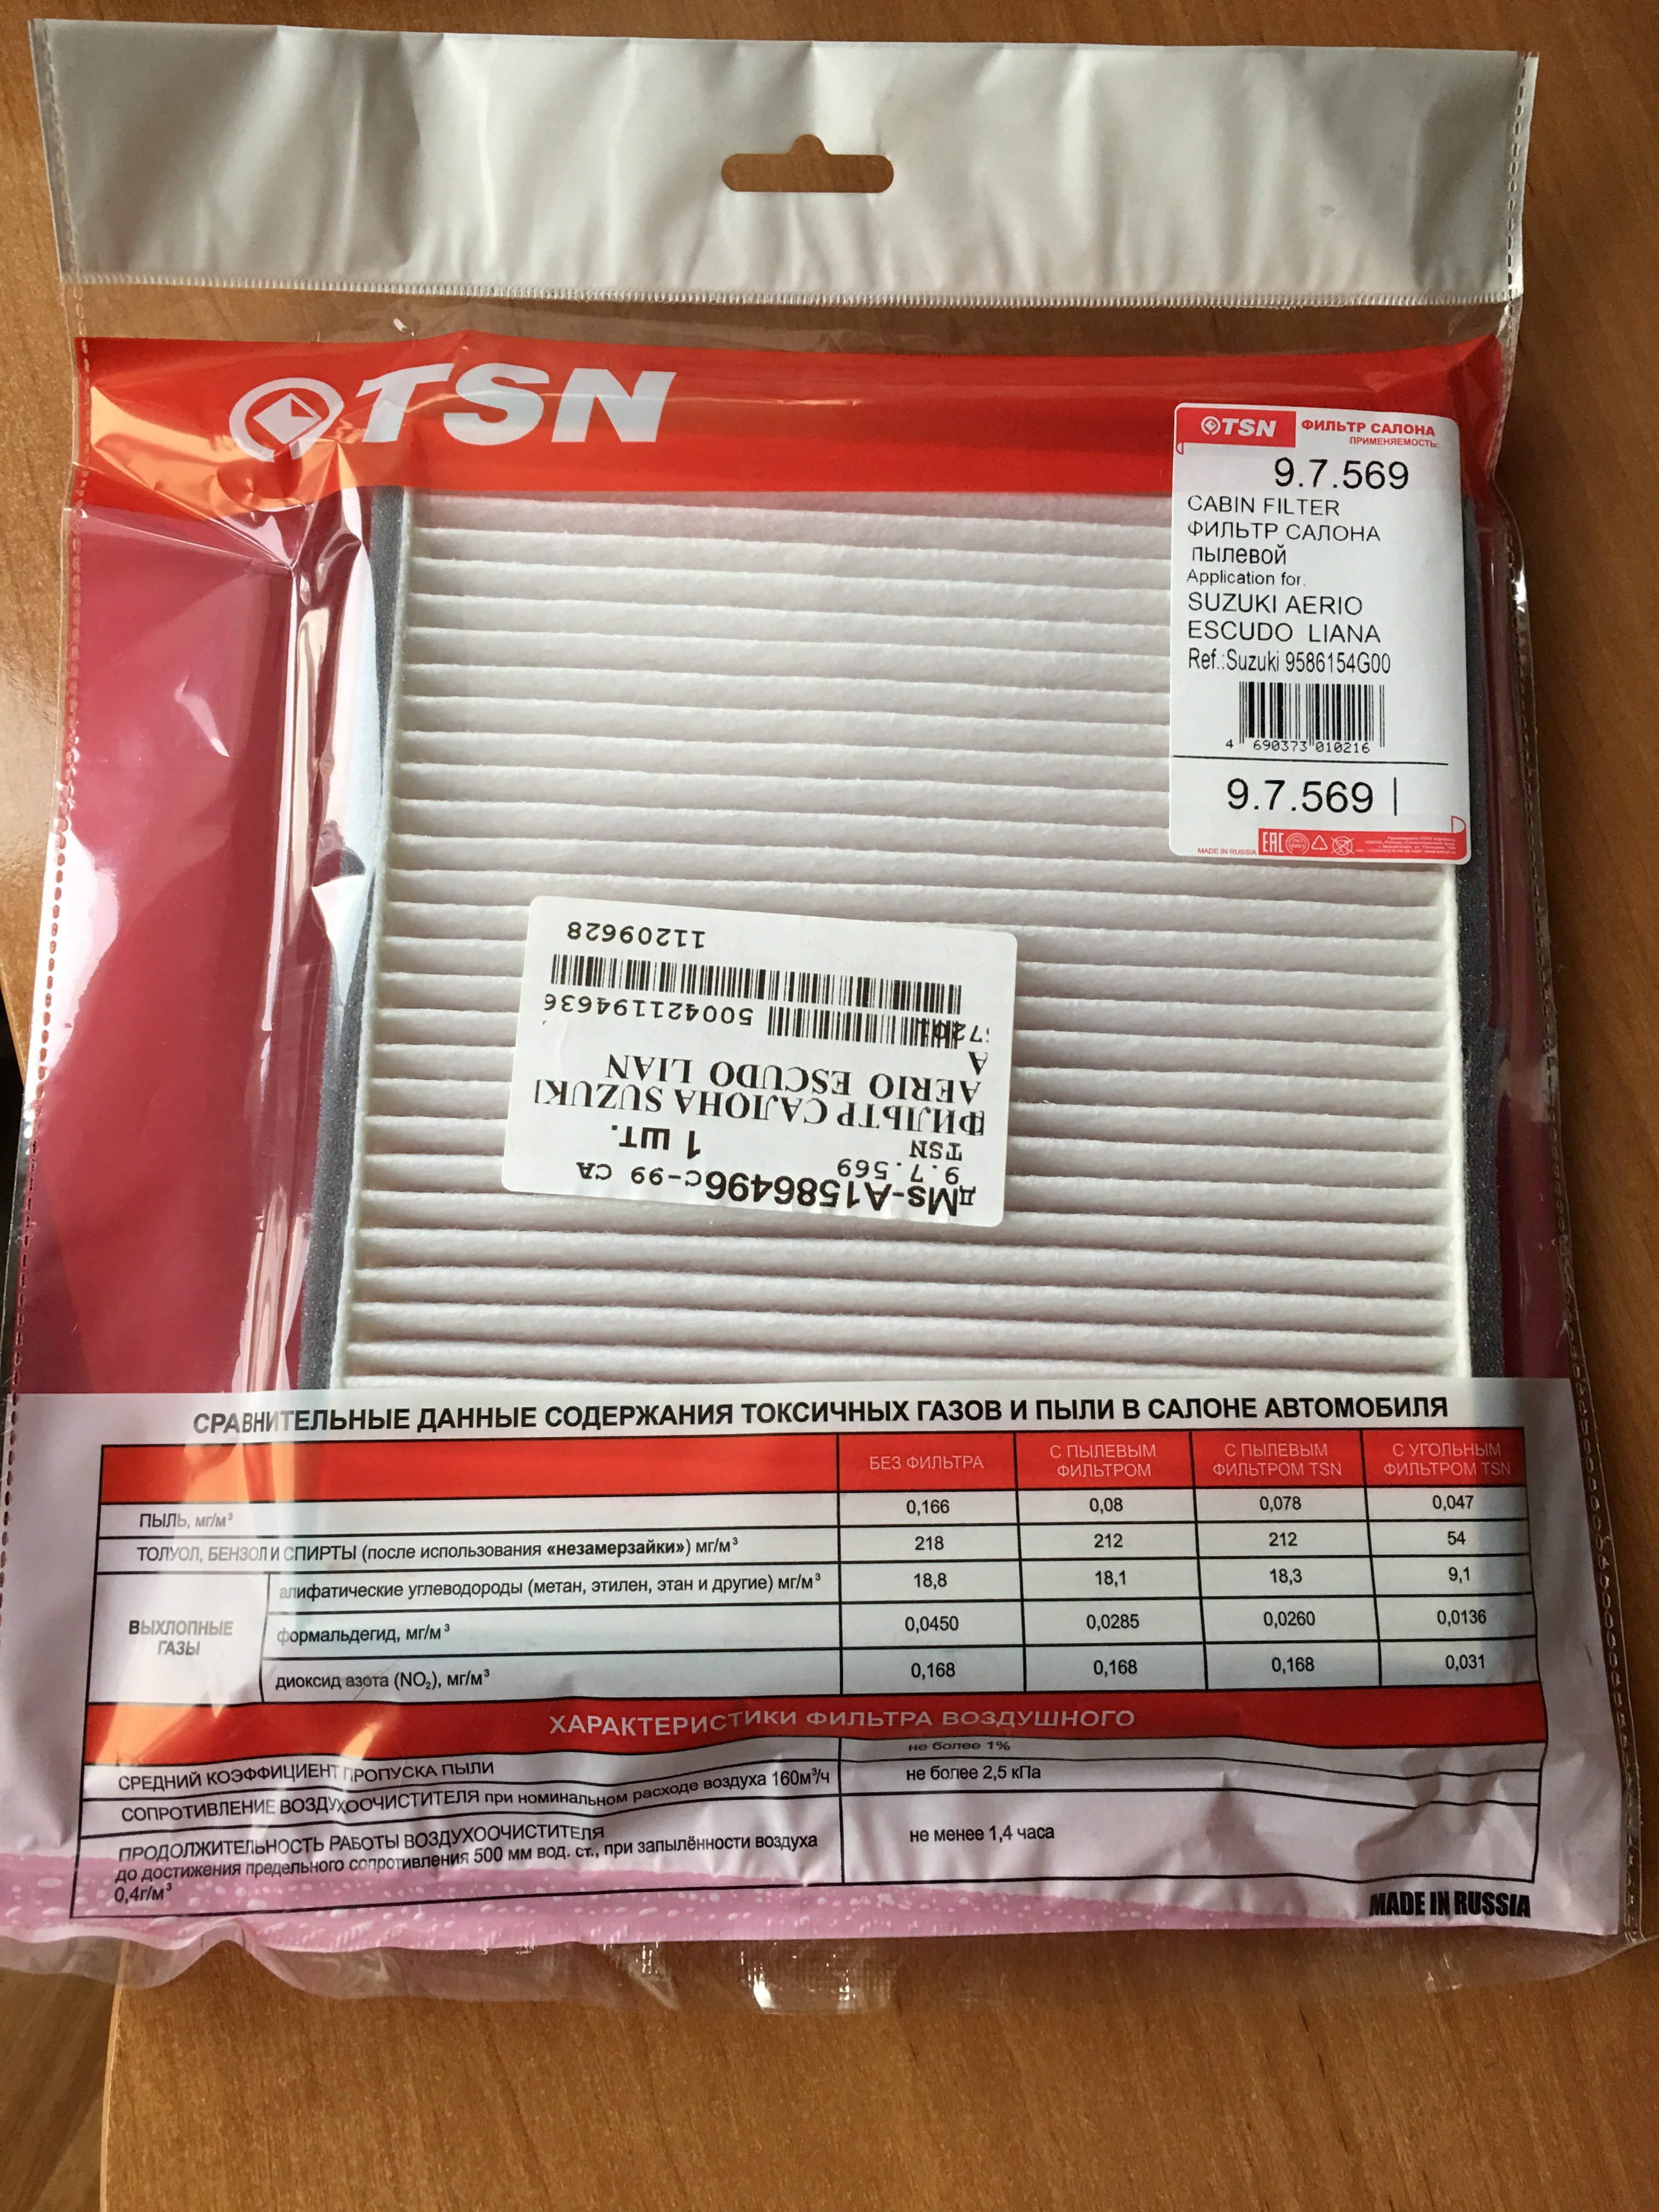 TSN
TSN ФИЛЬТР САЛОНА
ПРИМЕНЯЕМОСТЬ:
9.7.569
CABIN FILTER
ФИЛЬТР САЛОНА
пылевой
Application for.
SUZUKI AERIO
ESCUDO LIANA
Ref.:Suzuki 9586154G00
4 690373 010216
9.7.569
MADE IN RUSSIA EAC
дMs-A1586496с-99 СА
9.7.569
TSN
1 шт.
ФИЛЬТР САЛОНА SUZUKI
AERIO ESCUDO LIAN
A
500421194636
11209628
СРАВНИТЕЛЬНЫЕ ДАННЫЕ СОДЕРЖАНИЯ ТОКСИЧНЫХ ГАЗОВ И ПЫЛИ В САЛОНЕ АВТОМОБИЛЯ
БЕЗ ФИЛЬТРА С ПЫЛЕВЫМ ФИЛЬТРОМ С ПЫЛЕВЫМ ФИЛЬТРОМ TSN С УГОЛЬНЫМ ФИЛЬТРОМ TSN
ПЫЛЬ, мг/м³ 0,166 0,08 0,078 0,047
ТОЛУОЛ, БЕНЗОЛ И СПИРТЫ (после использования «незамерзайки») мг/м³ 218 212 212 54
ВЫХЛОПНЫЕ ГАЗЫ
алифатические углеводороды (метан, этилен, этан и другие) мг/м³ 18,8 18,1 18,3 9,1
формальдегид, мг/м³ 0,0450 0,0285 0,0260 0,0136
диоксид азота (NO₂), мг/м³ 0,168 0,168 0,168 0,031
ХАРАКТЕРИСТИКИ ФИЛЬТРА ВОЗДУШНОГО
СРЕДНИЙ КОЭФФИЦИЕНТ ПРОПУСКА ПЫЛИ не более 1%
СОПРОТИВЛЕНИЕ ВОЗДУХООЧИСТИТЕЛЯ при номинальном расходе воздуха 160м³/ч не более 2,5 кПа
ПРОДОЛЖИТЕЛЬНОСТЬ РАБОТЫ ВОЗДУХООЧИСТИТЕЛЯ
до достижения предельного сопротивления 500 мм вод. ст., при запылённости воздуха
0,4г/м³ не менее 1,4 часа
MADE IN RUSSIA